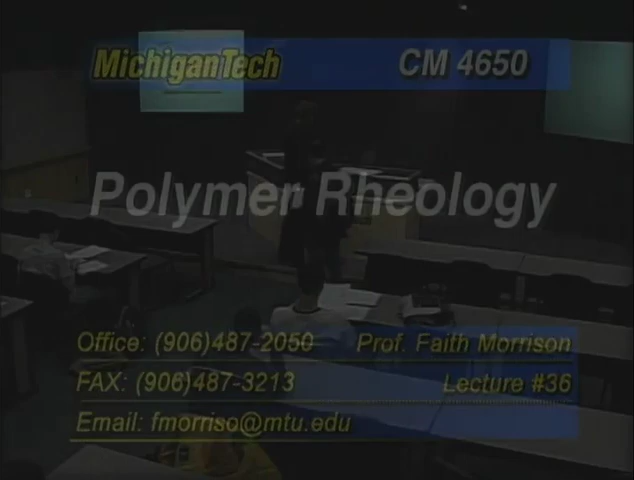 MichiganTech CM 4650
Polymer Rheology
Office: (906)487-2050 Prof. Faith Morrison
FAX: (906)487-3213 Lecture #36
Email: fmorriso@mtu.edu